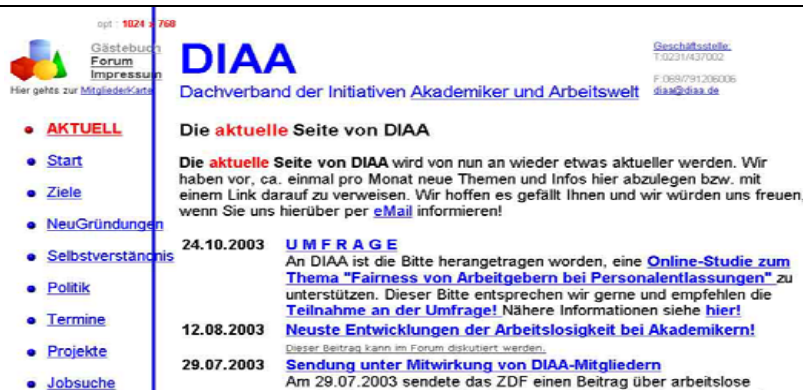 opt : 1024 x 768
Gästebuch
Forum
Impressum
Hier gehts zur MitgliederKarte
DIAA
Dachverband der Initiativen Akademiker und Arbeitswelt
Geschäftsstelle:
T:0231/437002
F:069/791206006
diaa@diaa.de
AKTUELL
Start
Ziele
NeuGründungen
Selbstverständnis
Politik
Termine
Projekte
Jobsuche
Die aktuelle Seite von DIAA
Die aktuelle Seite von DIAA wird von nun an wieder etwas aktueller werden. Wir
haben vor, ca. einmal pro Monat neue Themen und Infos hier abzulegen bzw. mit
einem Link darauf zu verweisen. Wir hoffen es gefällt Ihnen und wir würden uns freuen,
wenn Sie uns hierüber per eMail informieren!
24.10.2003 U M F R A G E
An DIAA ist die Bitte herangetragen worden, eine Online-Studie zum
Thema "Fairness von Arbeitgebern bei Personalentlassungen" zu
unterstützen. Dieser Bitte entsprechen wir gerne und empfehlen die
Teilnahme an der Umfrage! Nähere Informationen siehe hier!
12.08.2003 Neuste Entwicklungen der Arbeitslosigkeit bei Akademikern!
Dieser Beitrag kann im Forum diskutiert werden.
29.07.2003 Sendung unter Mitwirkung von DIAA-Mitgliedern
Am 29.07.2003 sendete das ZDF einen Beitrag über arbeitslose